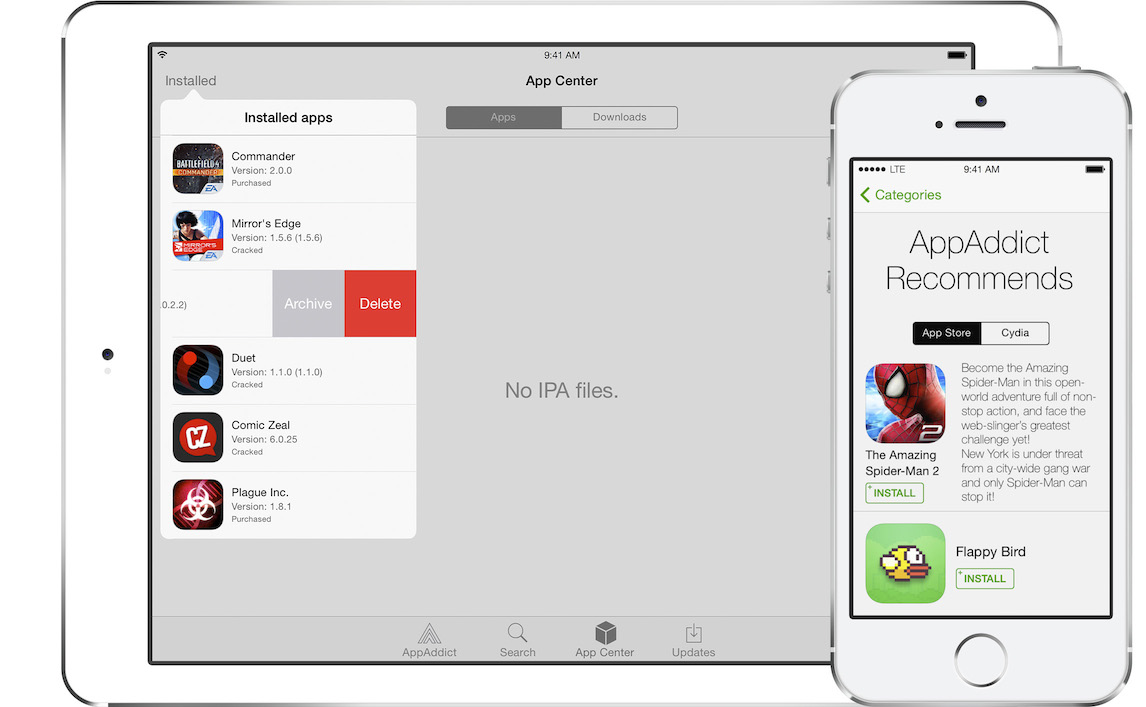 9:41 AM
Installed
App Center
Installed apps
Apps
Downloads
BATTLEFIELD 4
COMMANDER
EA
Commander
Version: 2.0.0
Purchased
MIRROR'S
EDGE
EA
Mirror's Edge
Version: 1.5.6 (1.5.6)
Cracked
.0.2.2)
Archive
Delete
Duet
Version: 1.1.0 (1.1.0)
Cracked
CZ
Comic Zeal
Version: 6.0.25
Cracked
Plague Inc.
Version: 1.8.1
Purchased
No IPA files.
AppAddict
Search
App Center
Updates
LTE
9:41 AM
Categories
AppAddict
Recommends
App Store
Cydia
2
The Amazing
Spider-Man 2
+INSTALL
Become the Amazing
Spider-Man in this open-
world adventure full of non-
stop action, and face the
web-slinger's greatest
challenge yet!
New York is under threat
from a city-wide gang war
and only Spider-Man can
stop it!
Flappy Bird
+INSTALL